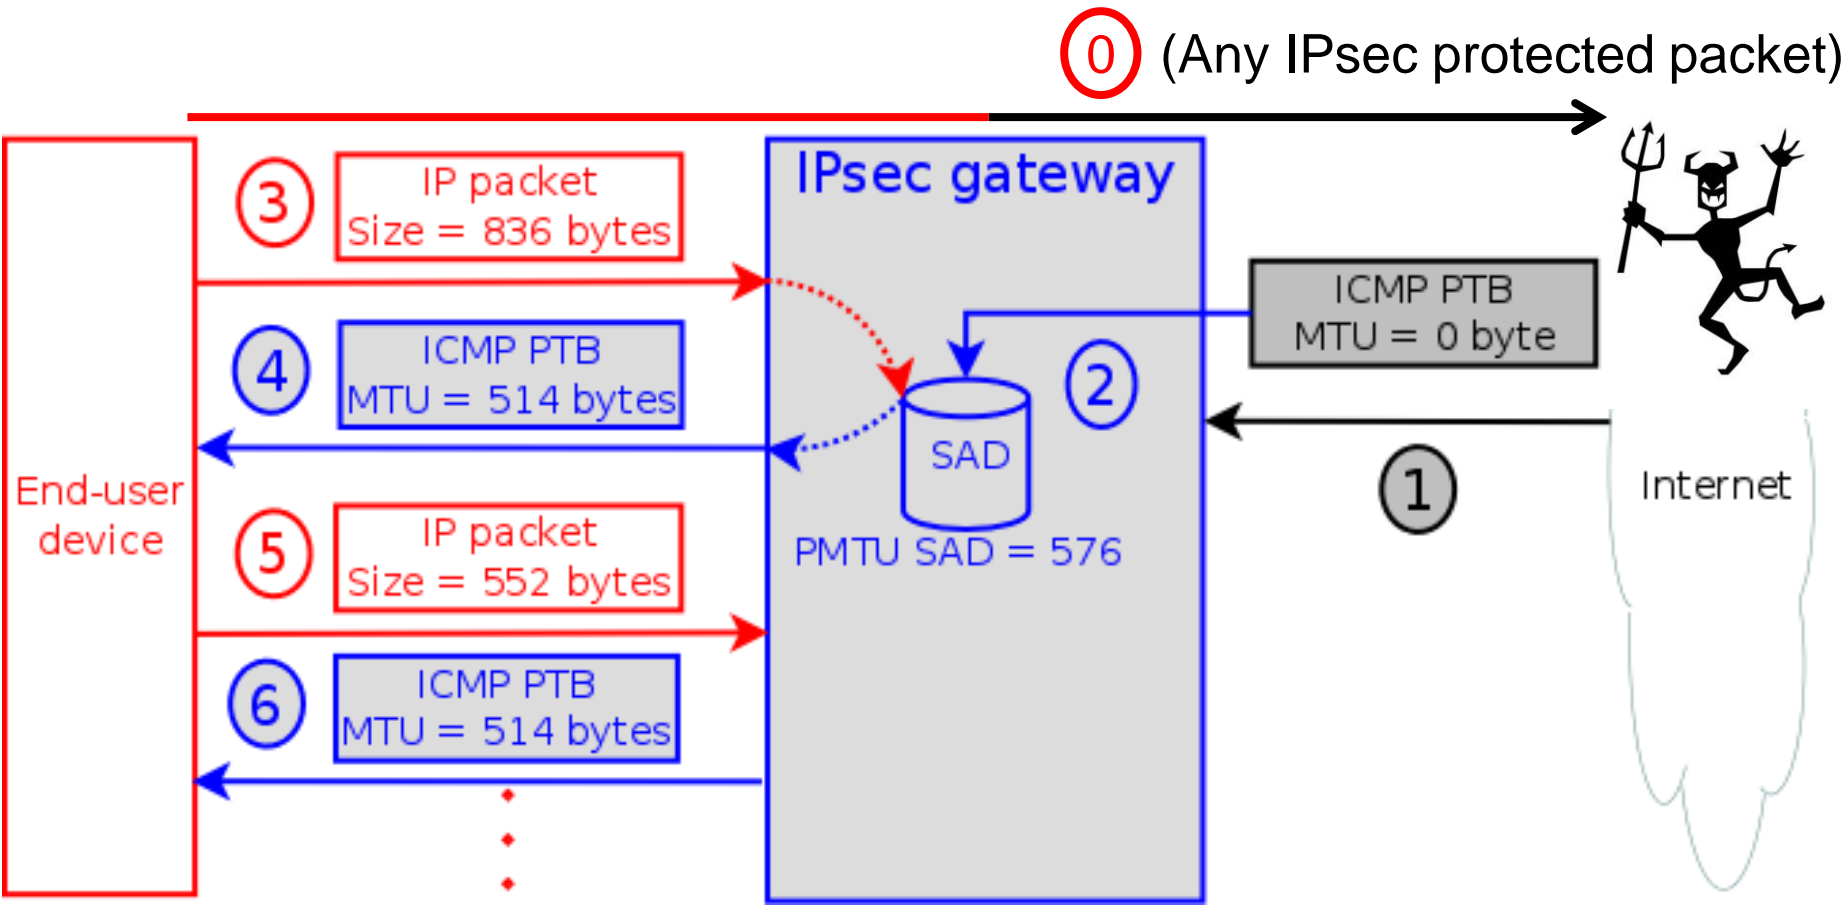 0 (Any IPsec protected packet)
IPsec gateway
3
IP packet
Size = 836 bytes
4
ICMP PTB
MTU = 514 bytes
ICMP PTB
MTU = 0 byte
2
SAD
PMTU SAD = 576
1
Internet
End-user
device
5
IP packet
Size = 552 bytes
6
ICMP PTB
MTU = 514 bytes